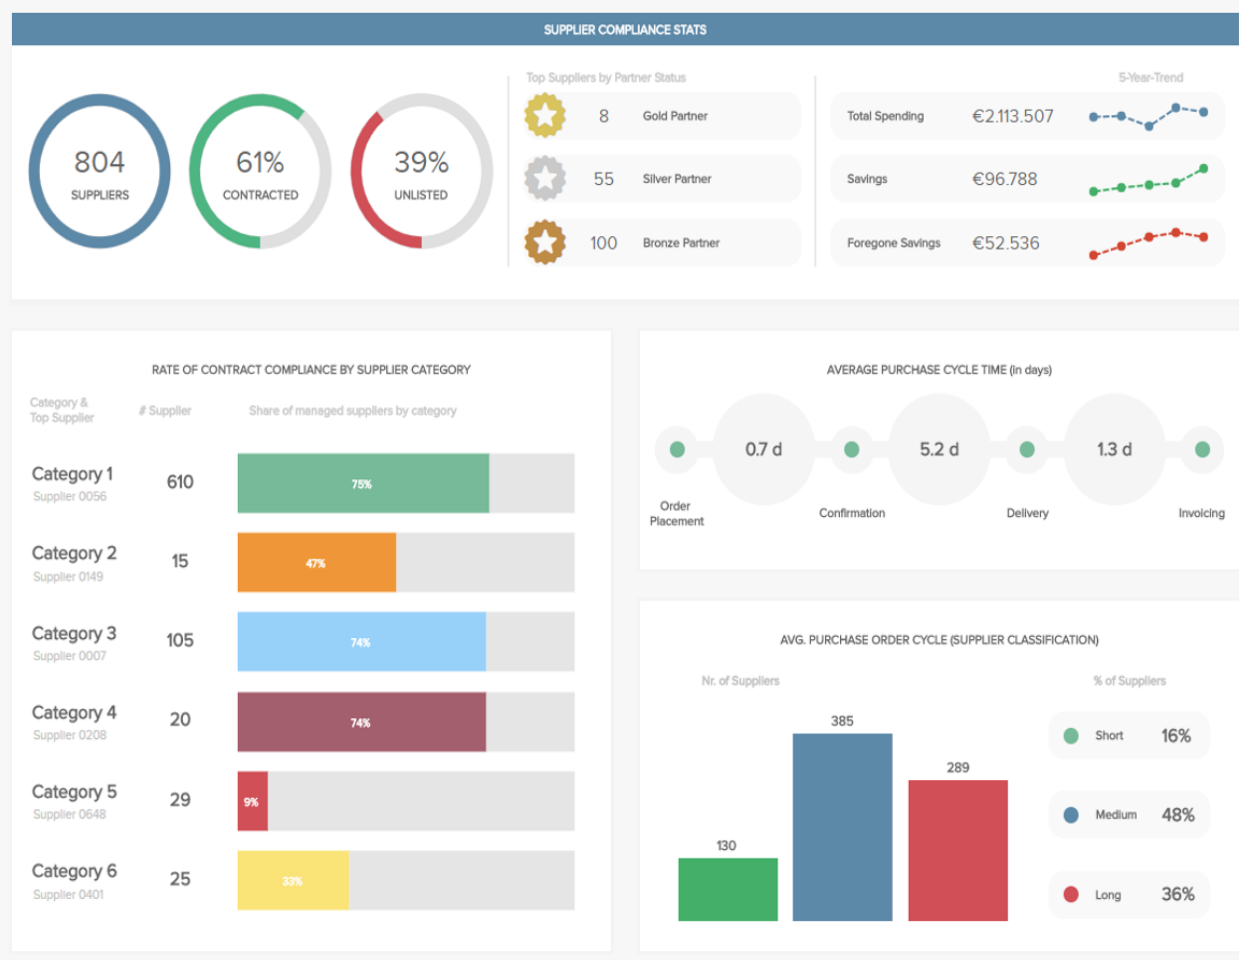 SUPPLIER COMPLIANCE STATS
804
SUPPLIERS
61%
CONTRACTED
39%
UNLISTED
Top Suppliers by Partner Status
8 Gold Partner
55 Silver Partner
100 Bronze Partner
5-Year-Trend
Total Spending €2.113.507
Savings €96.788
Foregone Savings €52.536
RATE OF CONTRACT COMPLIANCE BY SUPPLIER CATEGORY
Category &
Top Supplier
# Supplier
Share of managed suppliers by category
Category 1
Supplier 0056
610
75%
Category 2
Supplier 0149
15
47%
Category 3
Supplier 0007
105
74%
Category 4
Supplier 0208
20
74%
Category 5
Supplier 0648
29
9%
Category 6
Supplier 0401
25
33%
AVERAGE PURCHASE CYCLE TIME (in days)
0.7 d
5.2 d
1.3 d
Order
Placement
Confirmation
Delivery
Invoicing
AVG. PURCHASE ORDER CYCLE (SUPPLIER CLASSIFICATION)
Nr. of Suppliers
% of Suppliers
130
385
289
Short 16%
Medium 48%
Long 36%